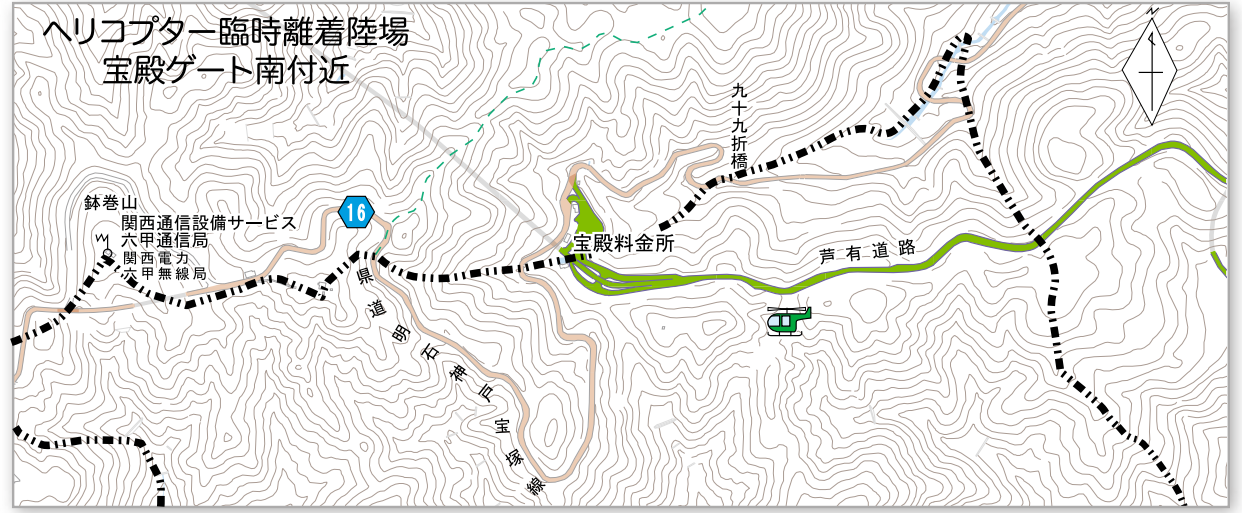 ヘリコプター臨時離着陸場
宝殿ゲート南付近
N
九十九折橋
鉢巻山
関西通信設備サービス
六甲通信局
関西電力
六甲無線局
16
宝殿料金所
芦有道路
県道明石神戸宝塚線